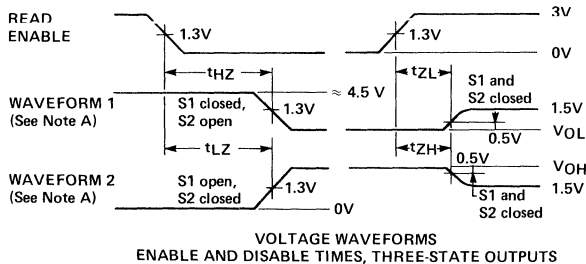 READ
ENABLE
1.3V
1.3V
3V
0V
tHZ
tZL
≈ 4.5 V
S1 and
S2 closed
WAVEFORM 1
(See Note A)
S1 closed,
S2 open
1.3V
1.5V
0.5V
VOL
tLZ
tZH
0.5V
VOH
WAVEFORM 2
(See Note A)
S1 open,
S2 closed
1.3V
0V
1.5V
S1 and
S2 closed
VOLTAGE WAVEFORMS
ENABLE AND DISABLE TIMES, THREE-STATE OUTPUTS